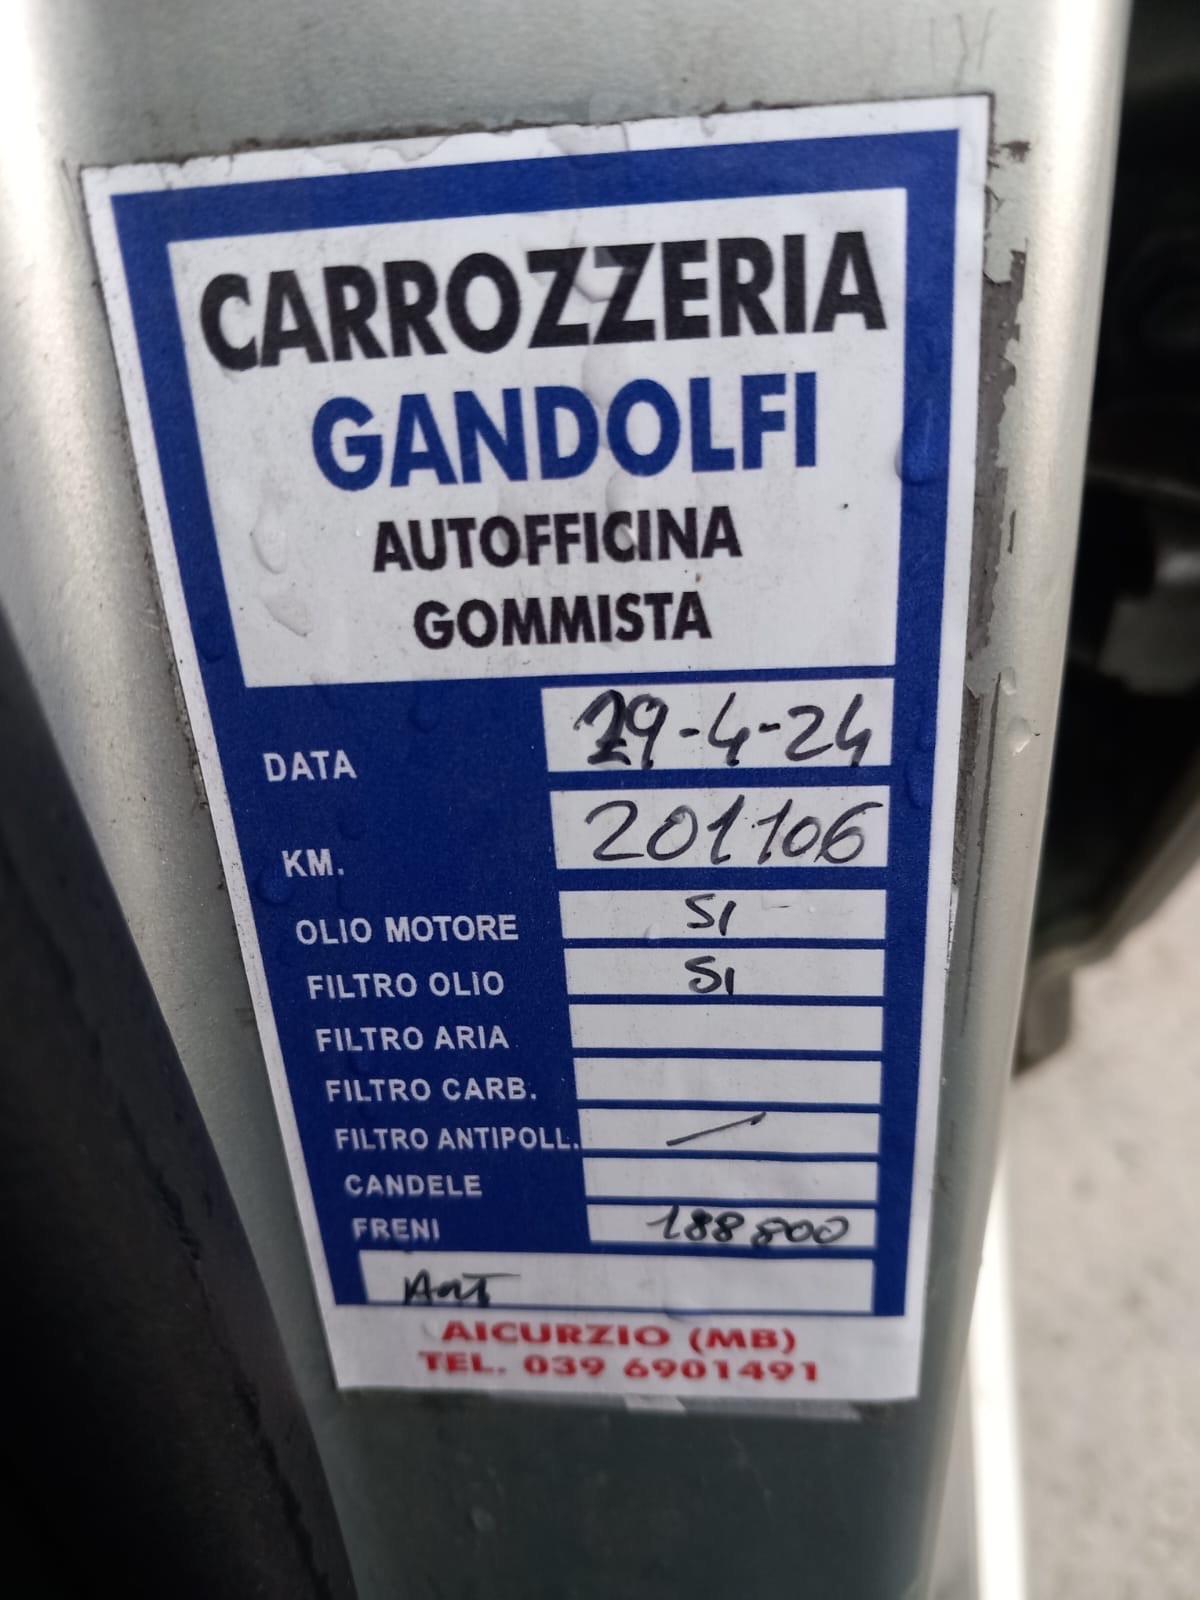 CARROZZERIA
GANDOLFI
AUTOFFICINA
GOMMISTA
DATA 29-4-24
KM. 201106
OLIO MOTORE SI
FILTRO OLIO SI
FILTRO ARIA
FILTRO CARB.
FILTRO ANTIPOLL.
CANDELE
FRENI 188800
ANT
AICURZIO (MB)
TEL. 039 6901491